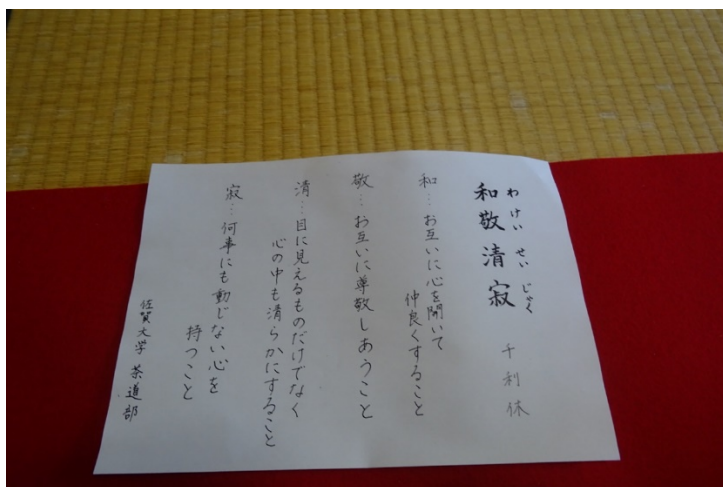 わけいせいじゃく
和敬清寂
千利休
和…お互いに心を開いて
仲良くすること
敬…お互いに尊敬しあうこと
清…目に見えるものだけでなく
心の中も清らかにすること
寂…何事にも動じない心を
持つこと
佐賀大学 茶道部